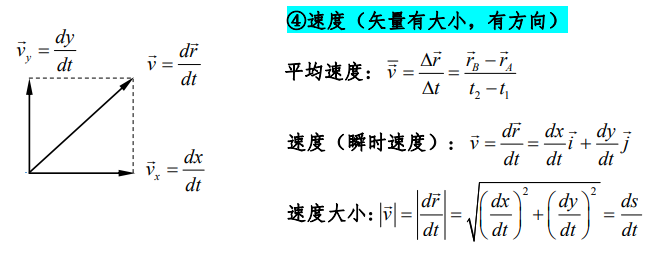 ④速度（矢量有大小，有方向）
$\vec{v}_y = \frac{dy}{dt}$
$\vec{v} = \frac{d\vec{r}}{dt}$
$\vec{v}_x = \frac{dx}{dt}$
平均速度：$\bar{\vec{v}} = \frac{\Delta \vec{r}}{\Delta t} = \frac{\vec{r}_B - \vec{r}_A}{t_2 - t_1}$
速度（瞬时速度）：$\vec{v} = \frac{d\vec{r}}{dt} = \frac{dx}{dt}\vec{i} + \frac{dy}{dt}\vec{j}$
速度大小：$|\vec{v}| = \left|\frac{d\vec{r}}{dt}\right| = \sqrt{\left(\frac{dx}{dt}\right)^2 + \left(\frac{dy}{dt}\right)^2} = \frac{ds}{dt}$